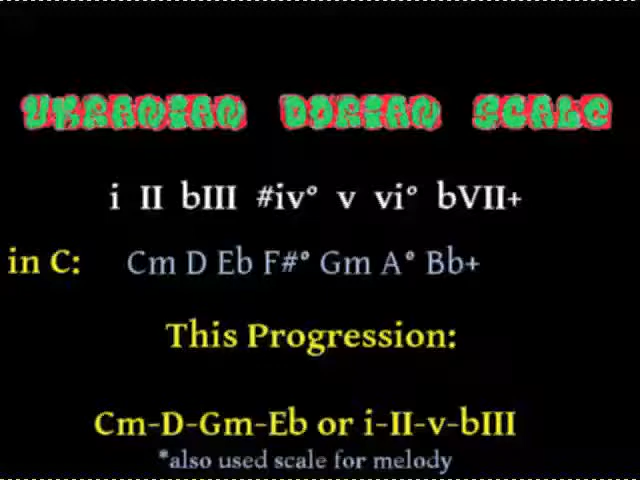 UKRANIAN DORIAN SCALE
i II bIII #iv° v vi° bVII+
in C: Cm D Eb F#° Gm A° Bb+
This Progression:
Cm-D-Gm-Eb or i-II-v-bIII
*also used scale for melody